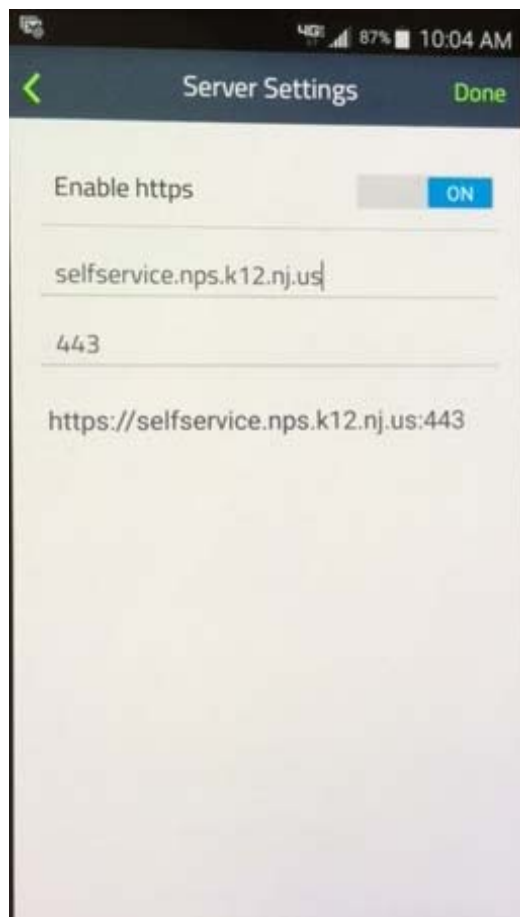 4G 87% 10:04 AM
Server Settings Done
Enable https ON
selfservice.nps.k12.nj.us
443
https://selfservice.nps.k12.nj.us:443